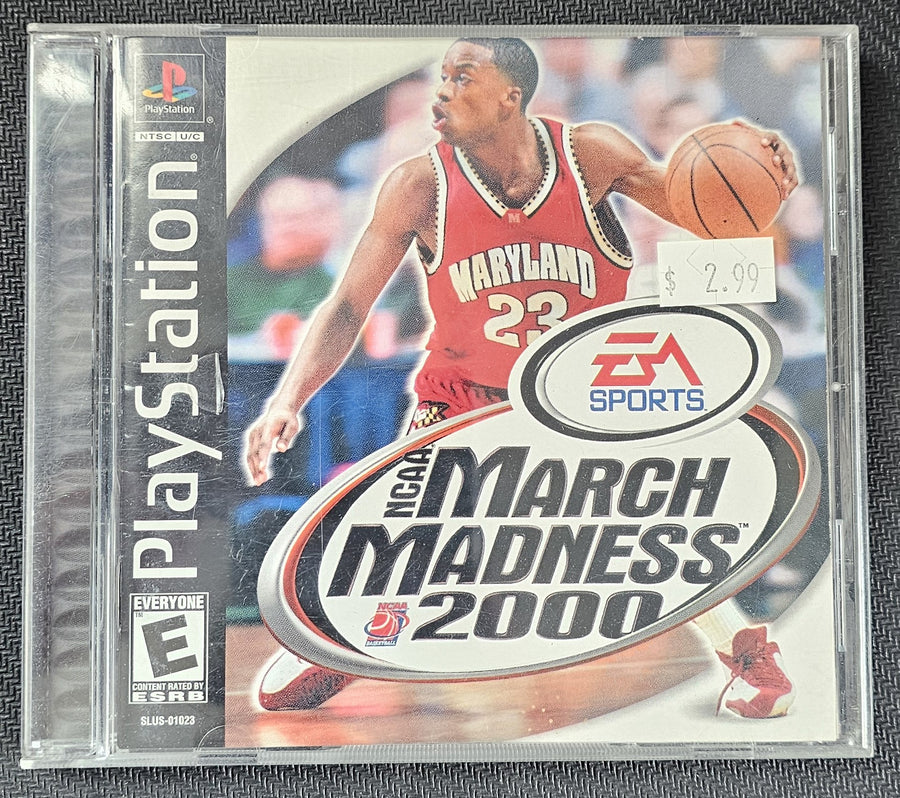 PlayStation
NTSC U/C
PlayStation
M
MARYLAND
23
$ 2.99
EA
SPORTS
NCAA
MARCH
MADNESS™
2000
NCAA
BASKETBALL
EVERYONE
E
CONTENT RATED BY
ESRB
SLUS-01023